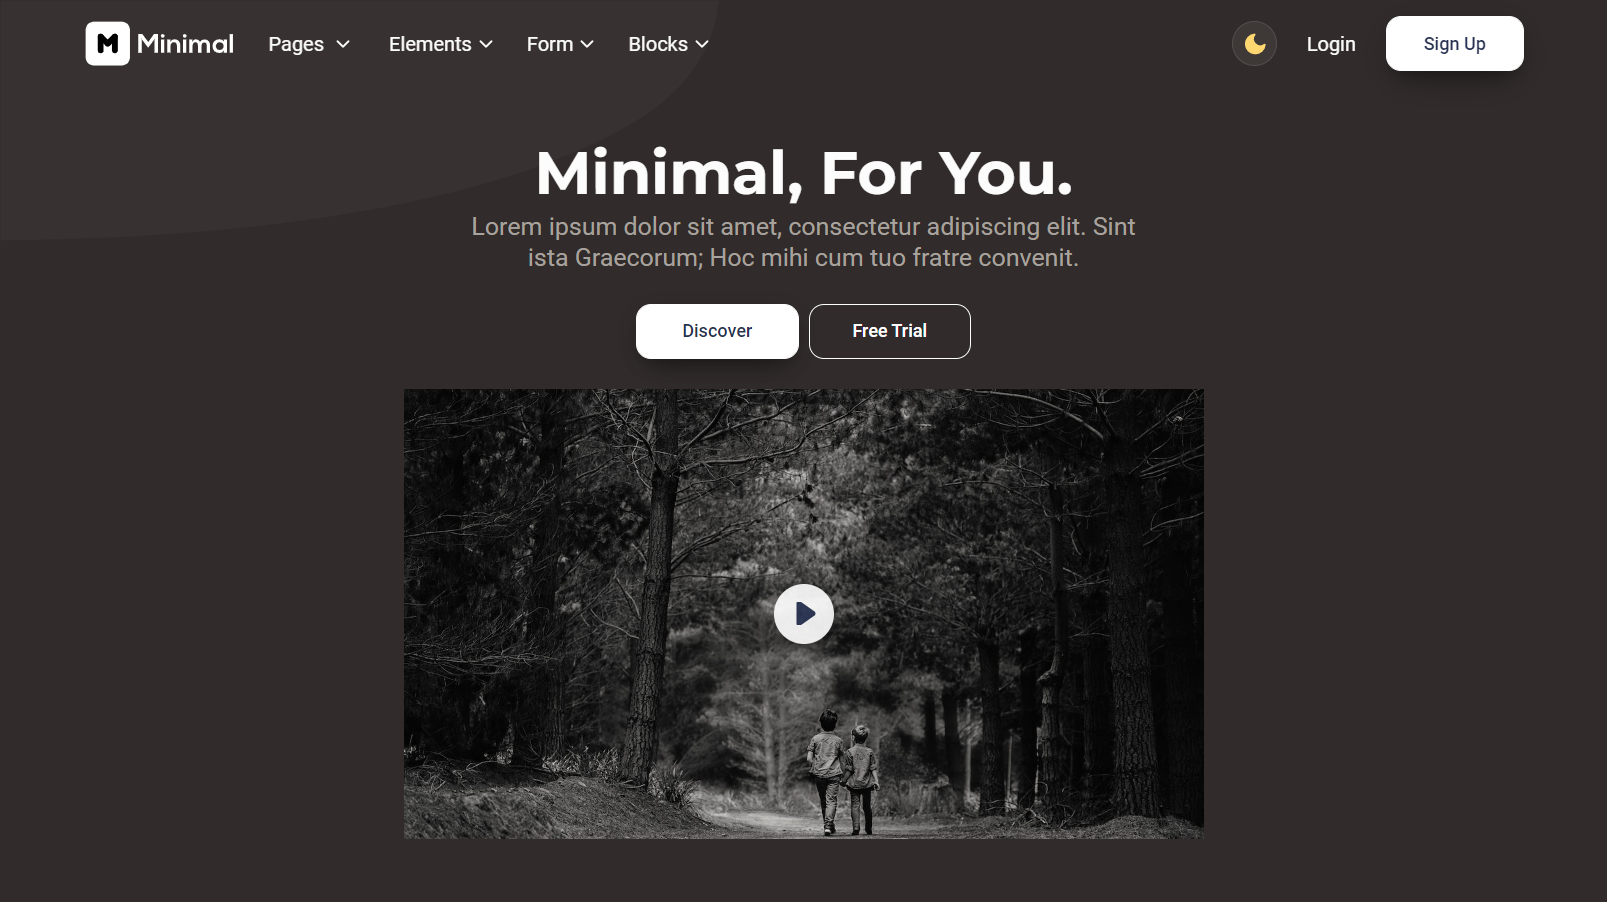 M Minimal Pages Elements Form Blocks Login Sign Up
Minimal, For You.
Lorem ipsum dolor sit amet, consectetur adipiscing elit. Sint
ista Graecorum; Hoc mihi cum tuo fratre convenit.
Discover Free Trial